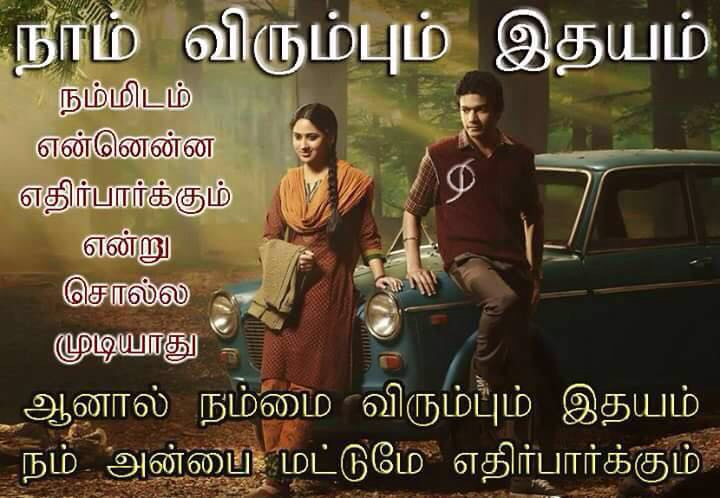 நாம் விரும்பும் இதயம்
நம்மிடம்
என்னென்ன
எதிர்பார்க்கும்
என்று
சொல்ல
முடியாது
ஆனால் நம்மை விரும்பும் இதயம்
நம் அன்பை மட்டுமே எதிர்பார்க்கும்